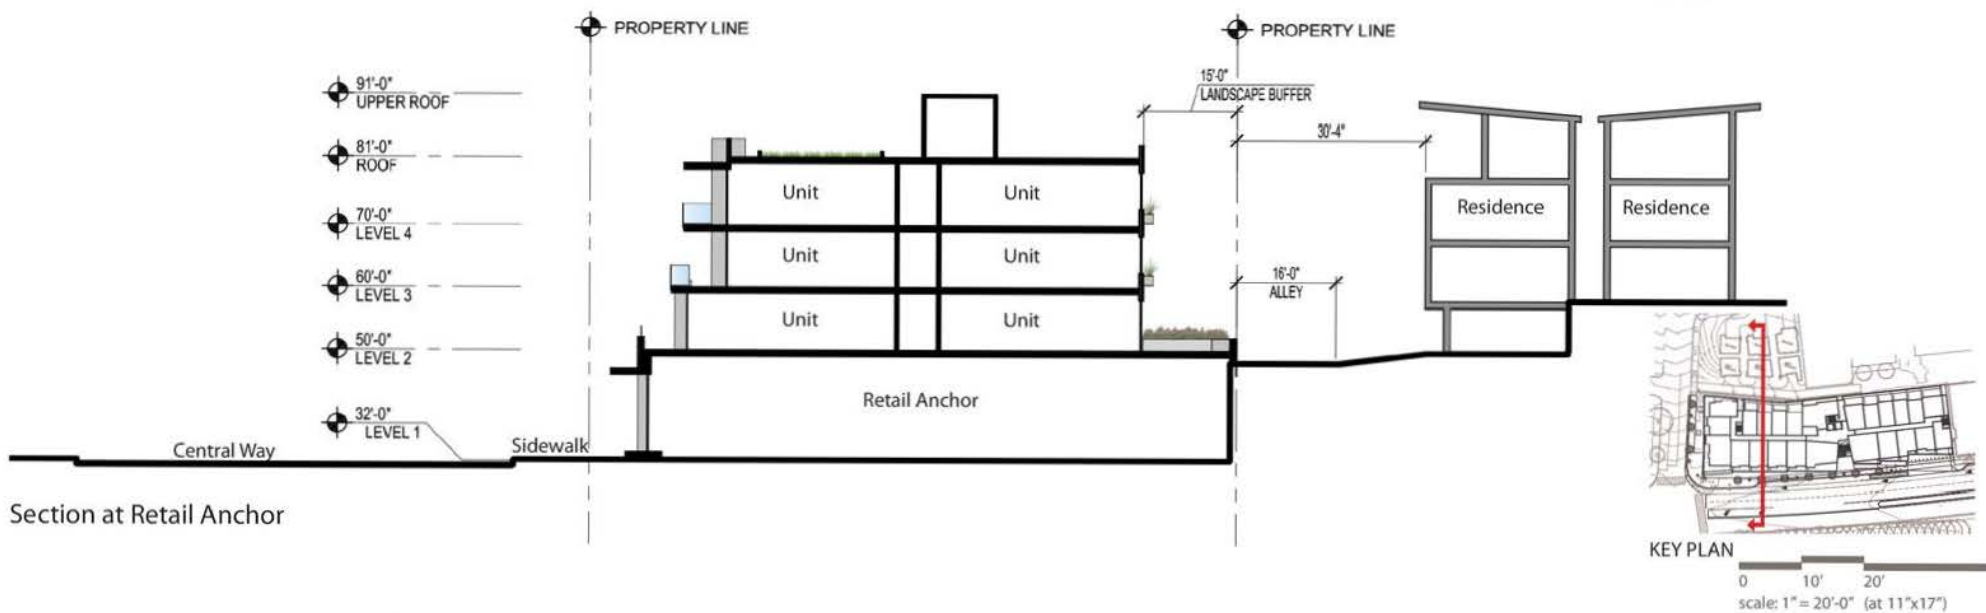 PROPERTY LINE
PROPERTY LINE
91'-0"
UPPER ROOF
15'-0"
LANDSCAPE BUFFER
30'-4"
81'-0"
ROOF
Unit
Unit
70'-0"
LEVEL 4
Residence
Residence
Unit
Unit
60'-0"
LEVEL 3
16'-0"
ALLEY
Unit
Unit
50'-0"
LEVEL 2
Retail Anchor
32'-0"
LEVEL 1
Central Way
Sidewalk
Section at Retail Anchor
KEY PLAN
0 10' 20'
scale: 1" = 20'-0" (at 11"x17")